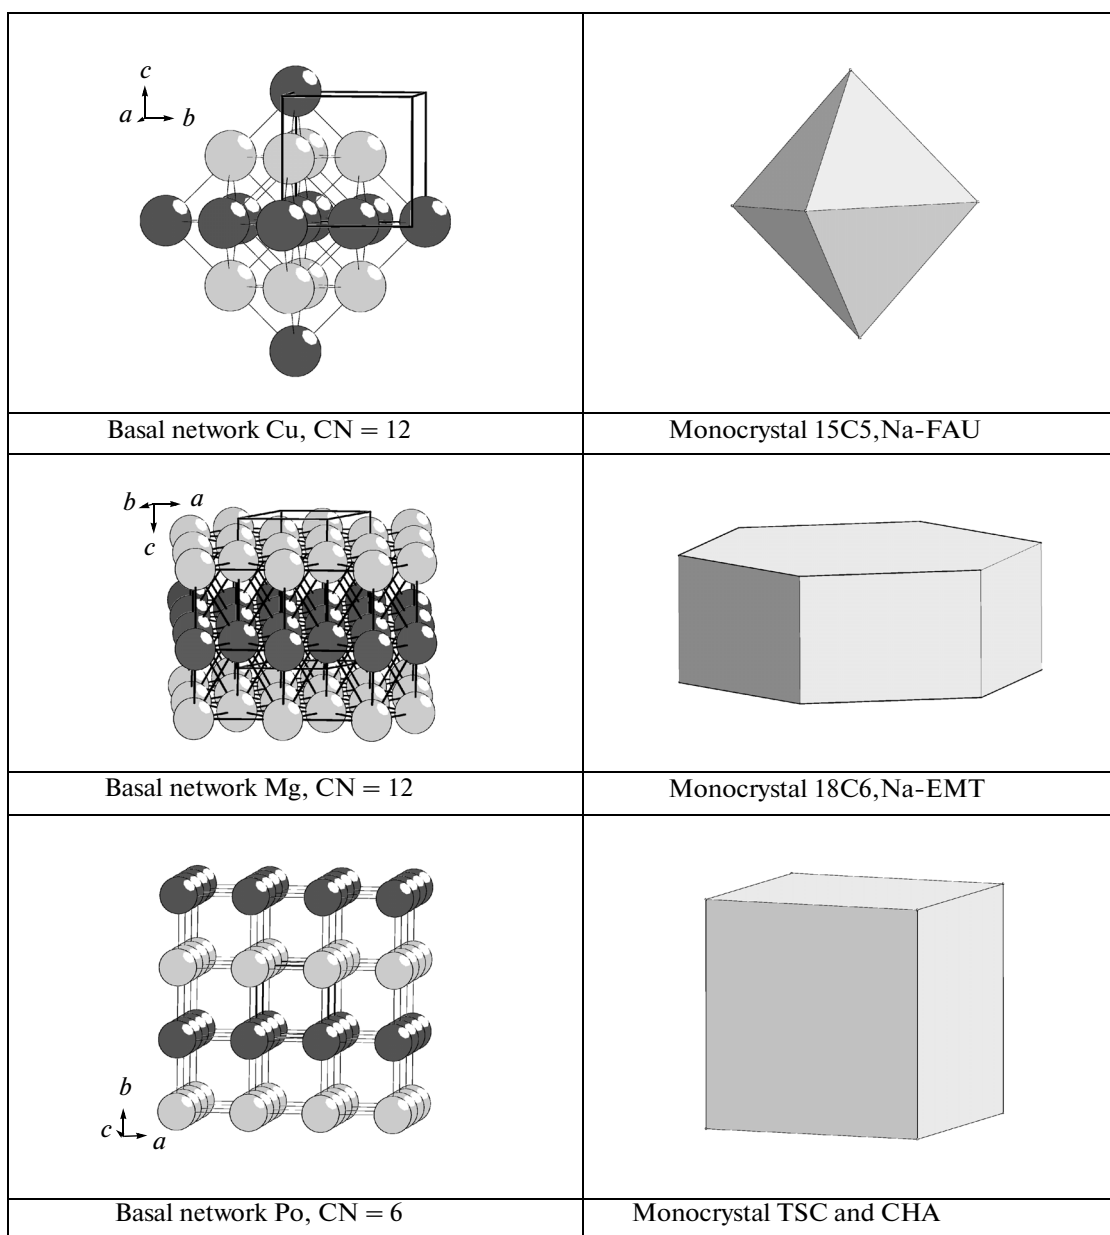 c
a b
Basal network Cu, CN = 12
Monocrystal 15C5,Na-FAU
b a
c
Basal network Mg, CN = 12
Monocrystal 18C6,Na-EMT
b
c a
Basal network Po, CN = 6
Monocrystal TSC and CHA